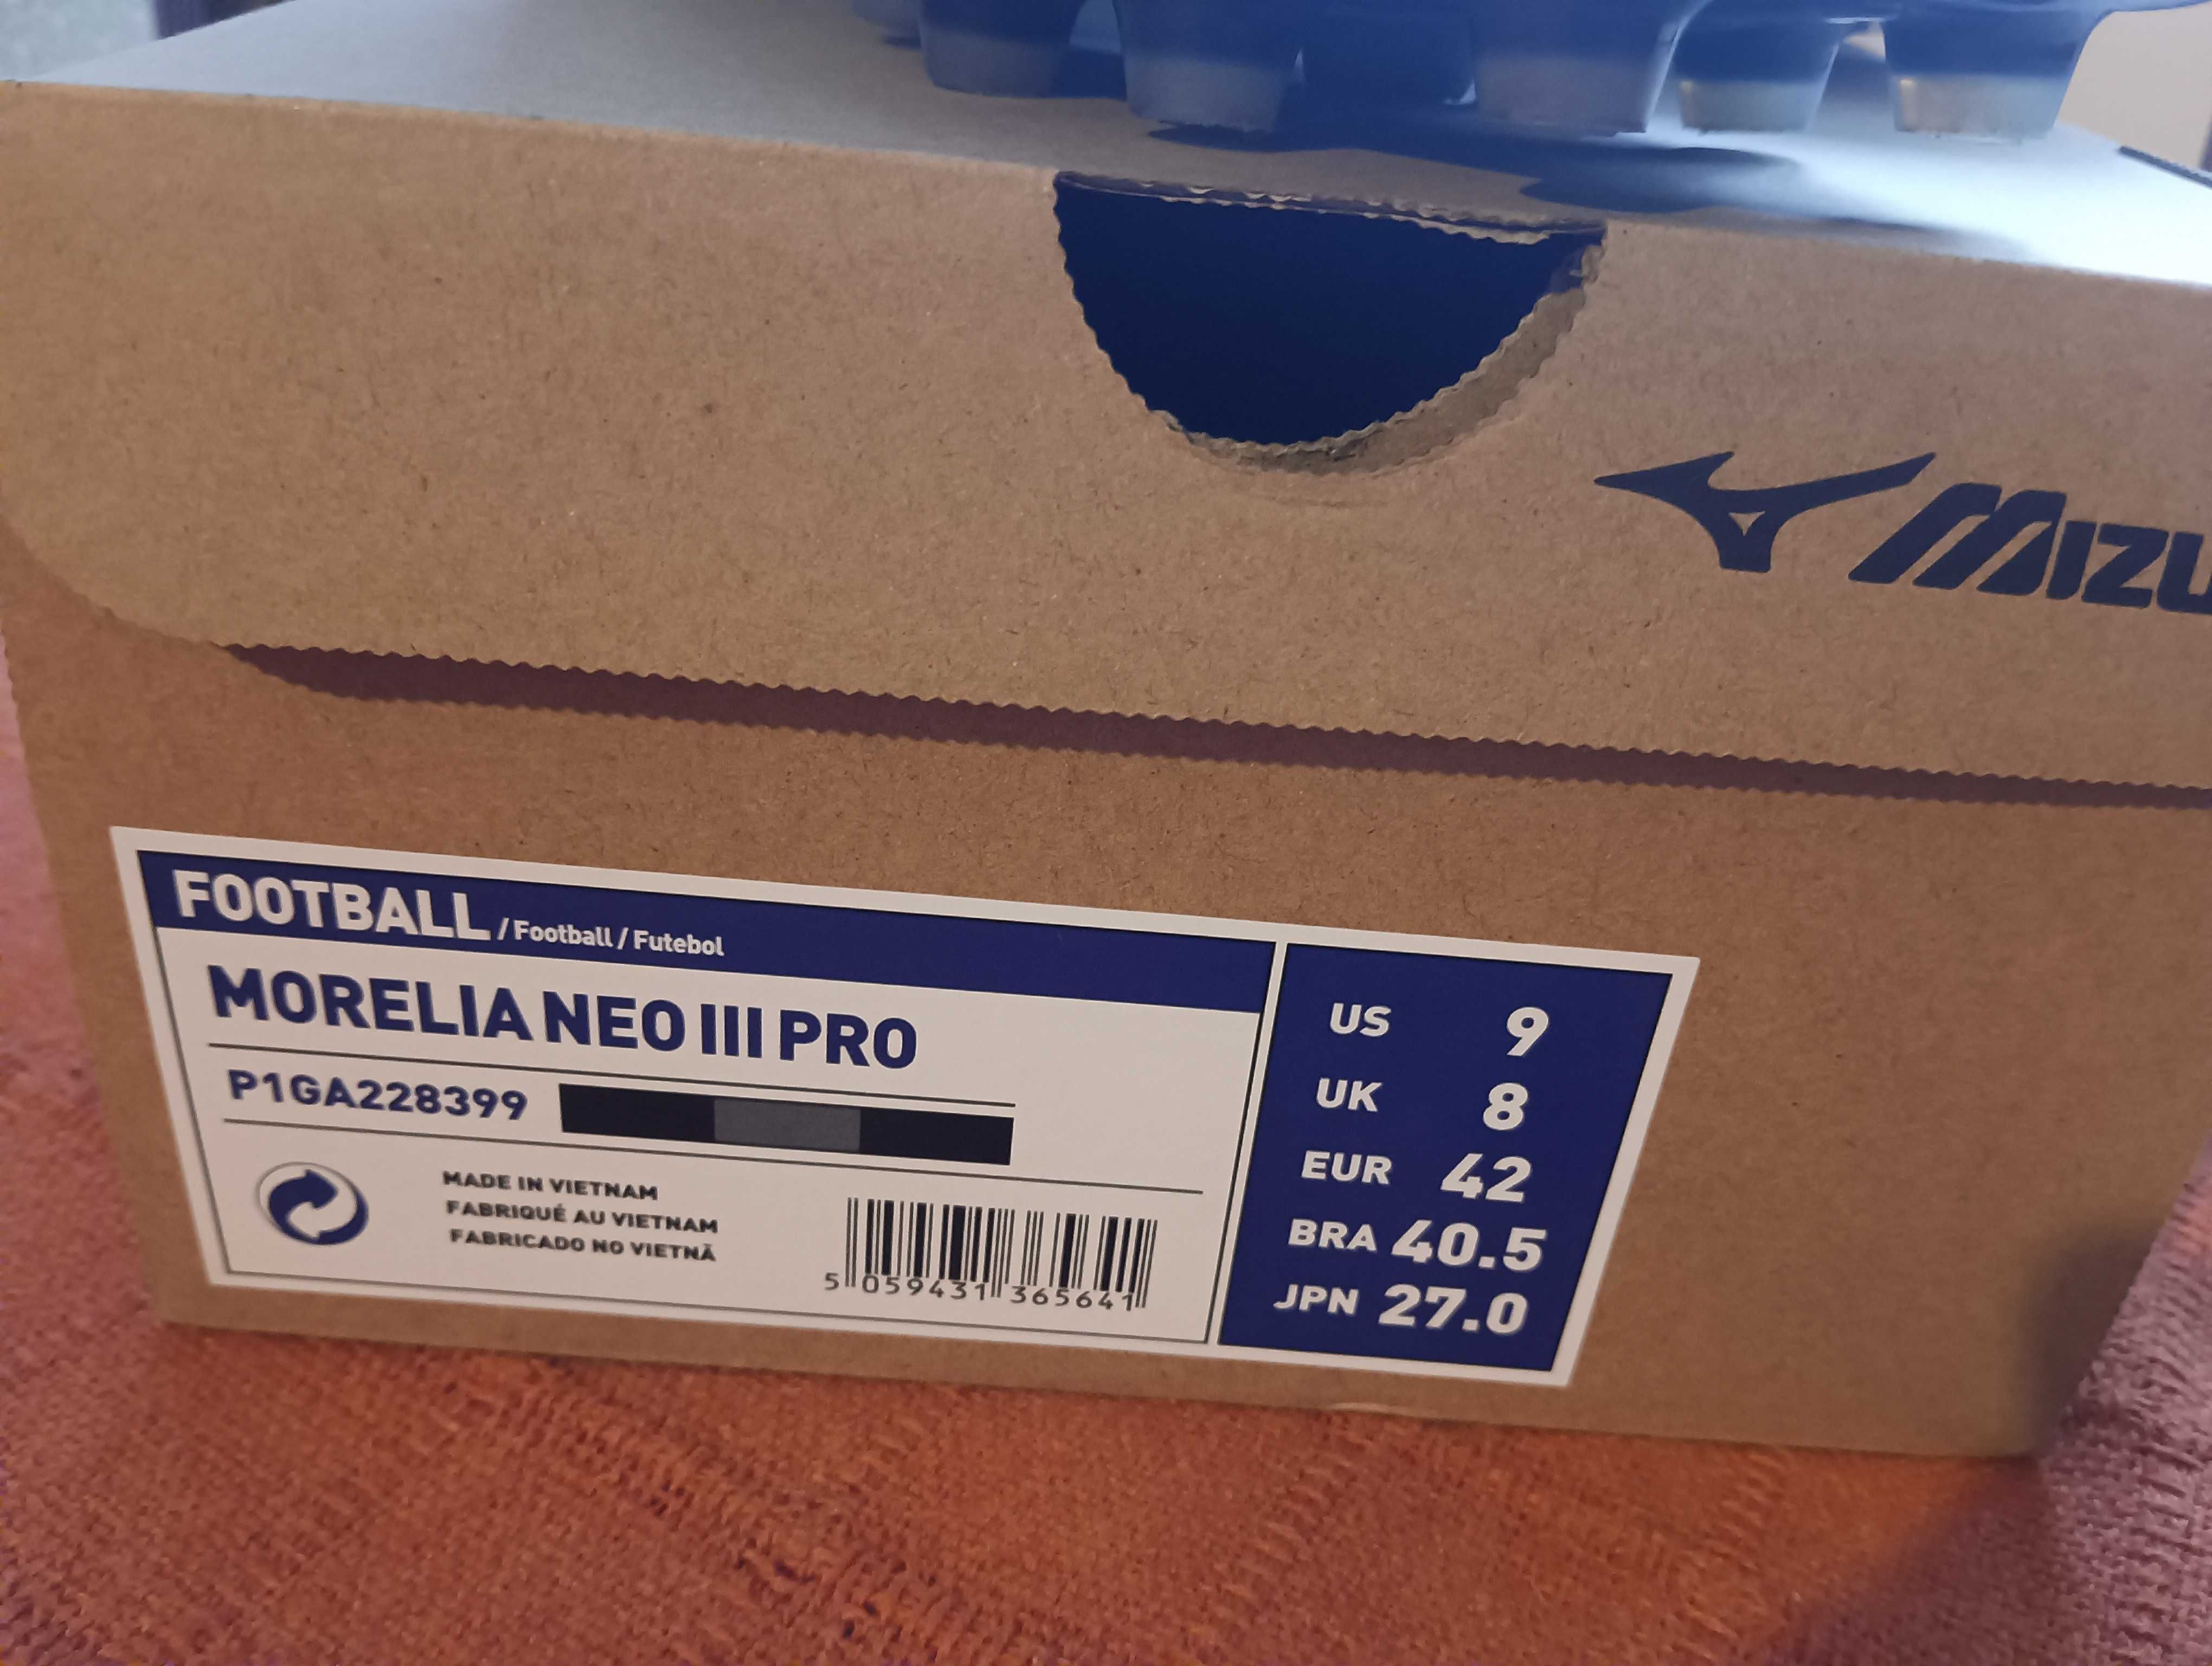 MIZU
FOOTBALL / Football / Futebol
MORELIA NEO III PRO
P1GA228399
MADE IN VIETNAM
FABRIQUÉ AU VIETNAM
FABRICADO NO VIETNÃ
5 059431 365641
US 9
UK 8
EUR 42
BRA 40.5
JPN 27.0